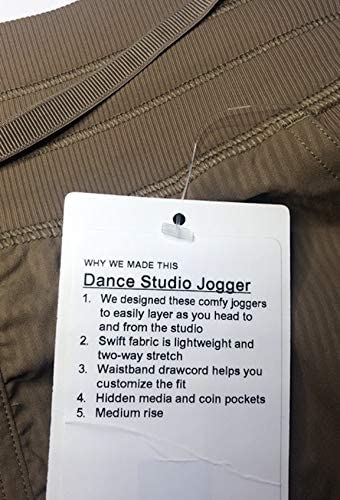 WHY WE MADE THIS
Dance Studio Jogger
1. We designed these comfy joggers
to easily layer as you head to
and from the studio
2. Swift fabric is lightweight and
two-way stretch
3. Waistband drawcord helps you
customize the fit
4. Hidden media and coin pockets
5. Medium rise